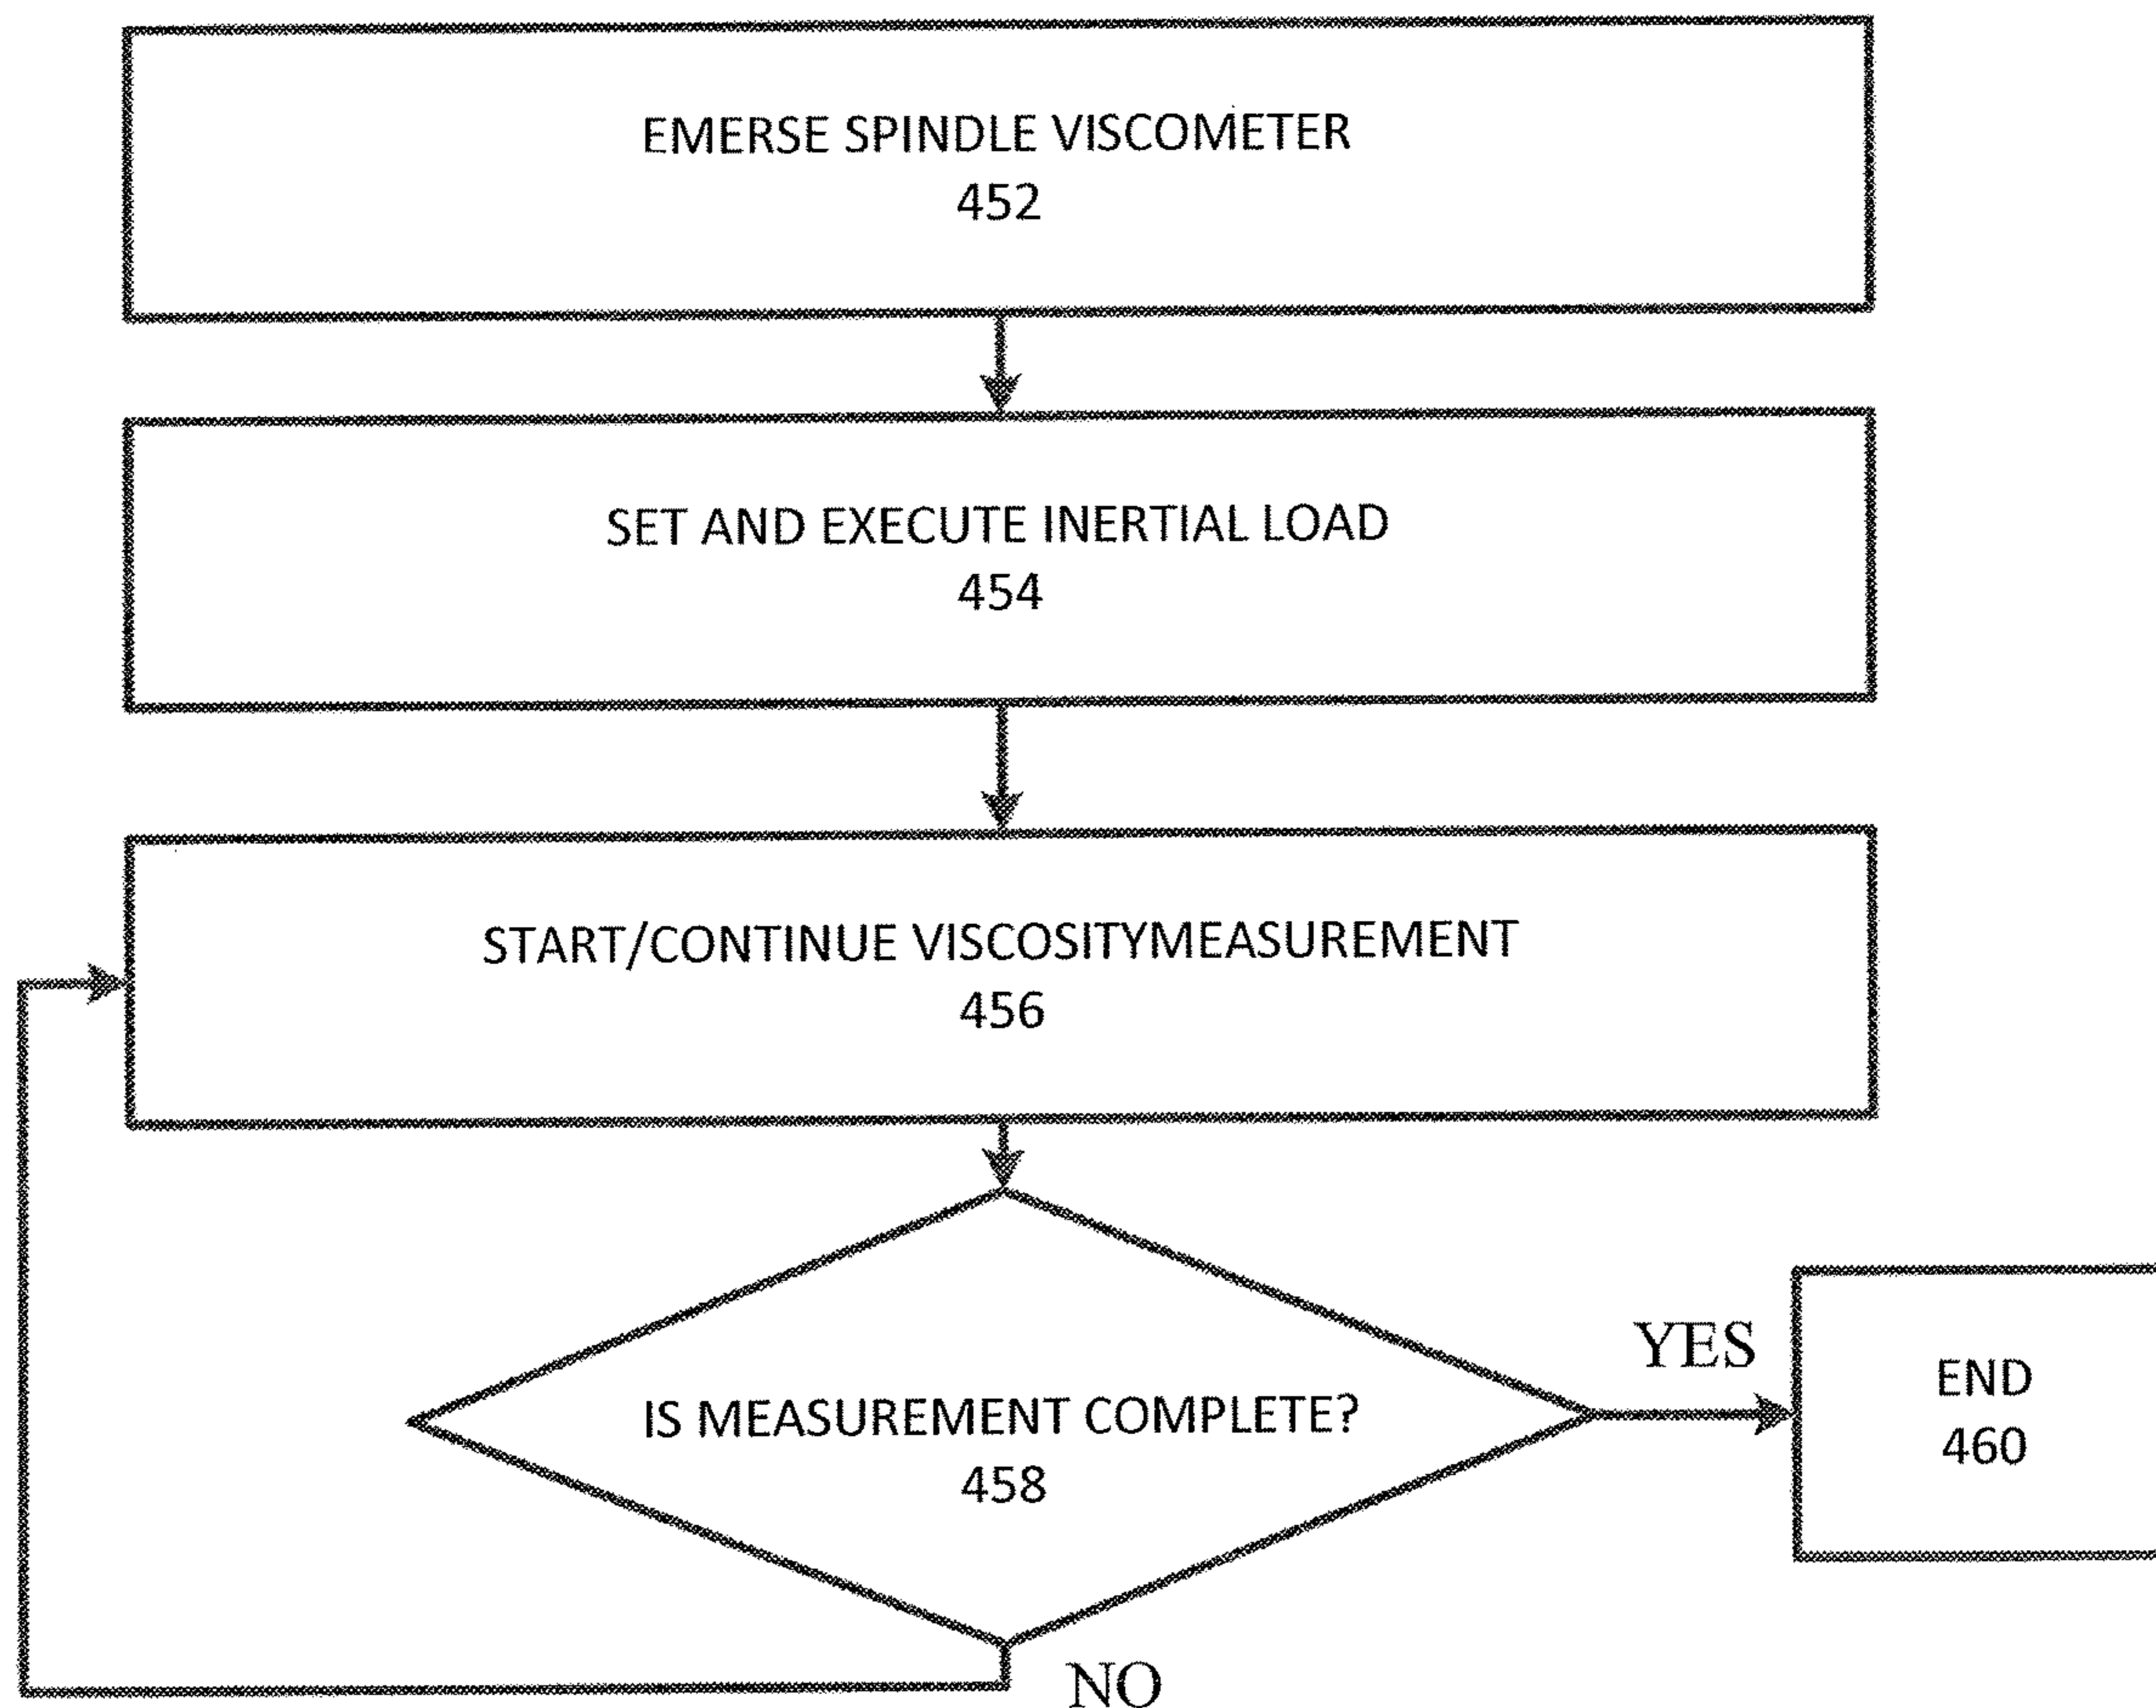 EMERSE SPINDLE VISCOMETER
452
SET AND EXECUTE INERTIAL LOAD
454
START/CONTINUE VISCOSITYMEASUREMENT
456
IS MEASUREMENT COMPLETE?
458
YES
END
460
NO